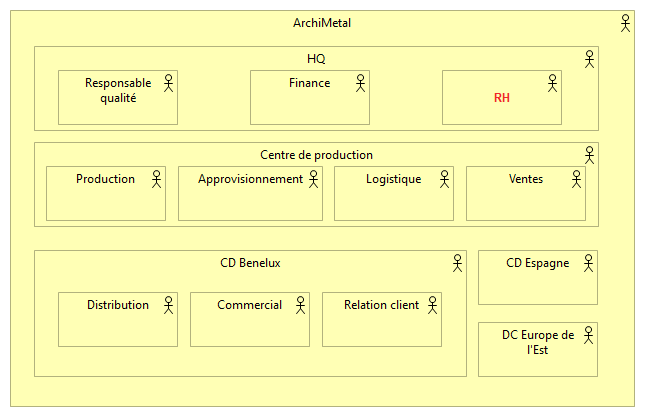 ArchiMetal
HQ
Responsable
qualité
Finance
RH
Centre de production
Production
Approvisionnement
Logistique
Ventes
CD Benelux
Distribution
Commercial
Relation client
CD Espagne
DC Europe de
l'Est